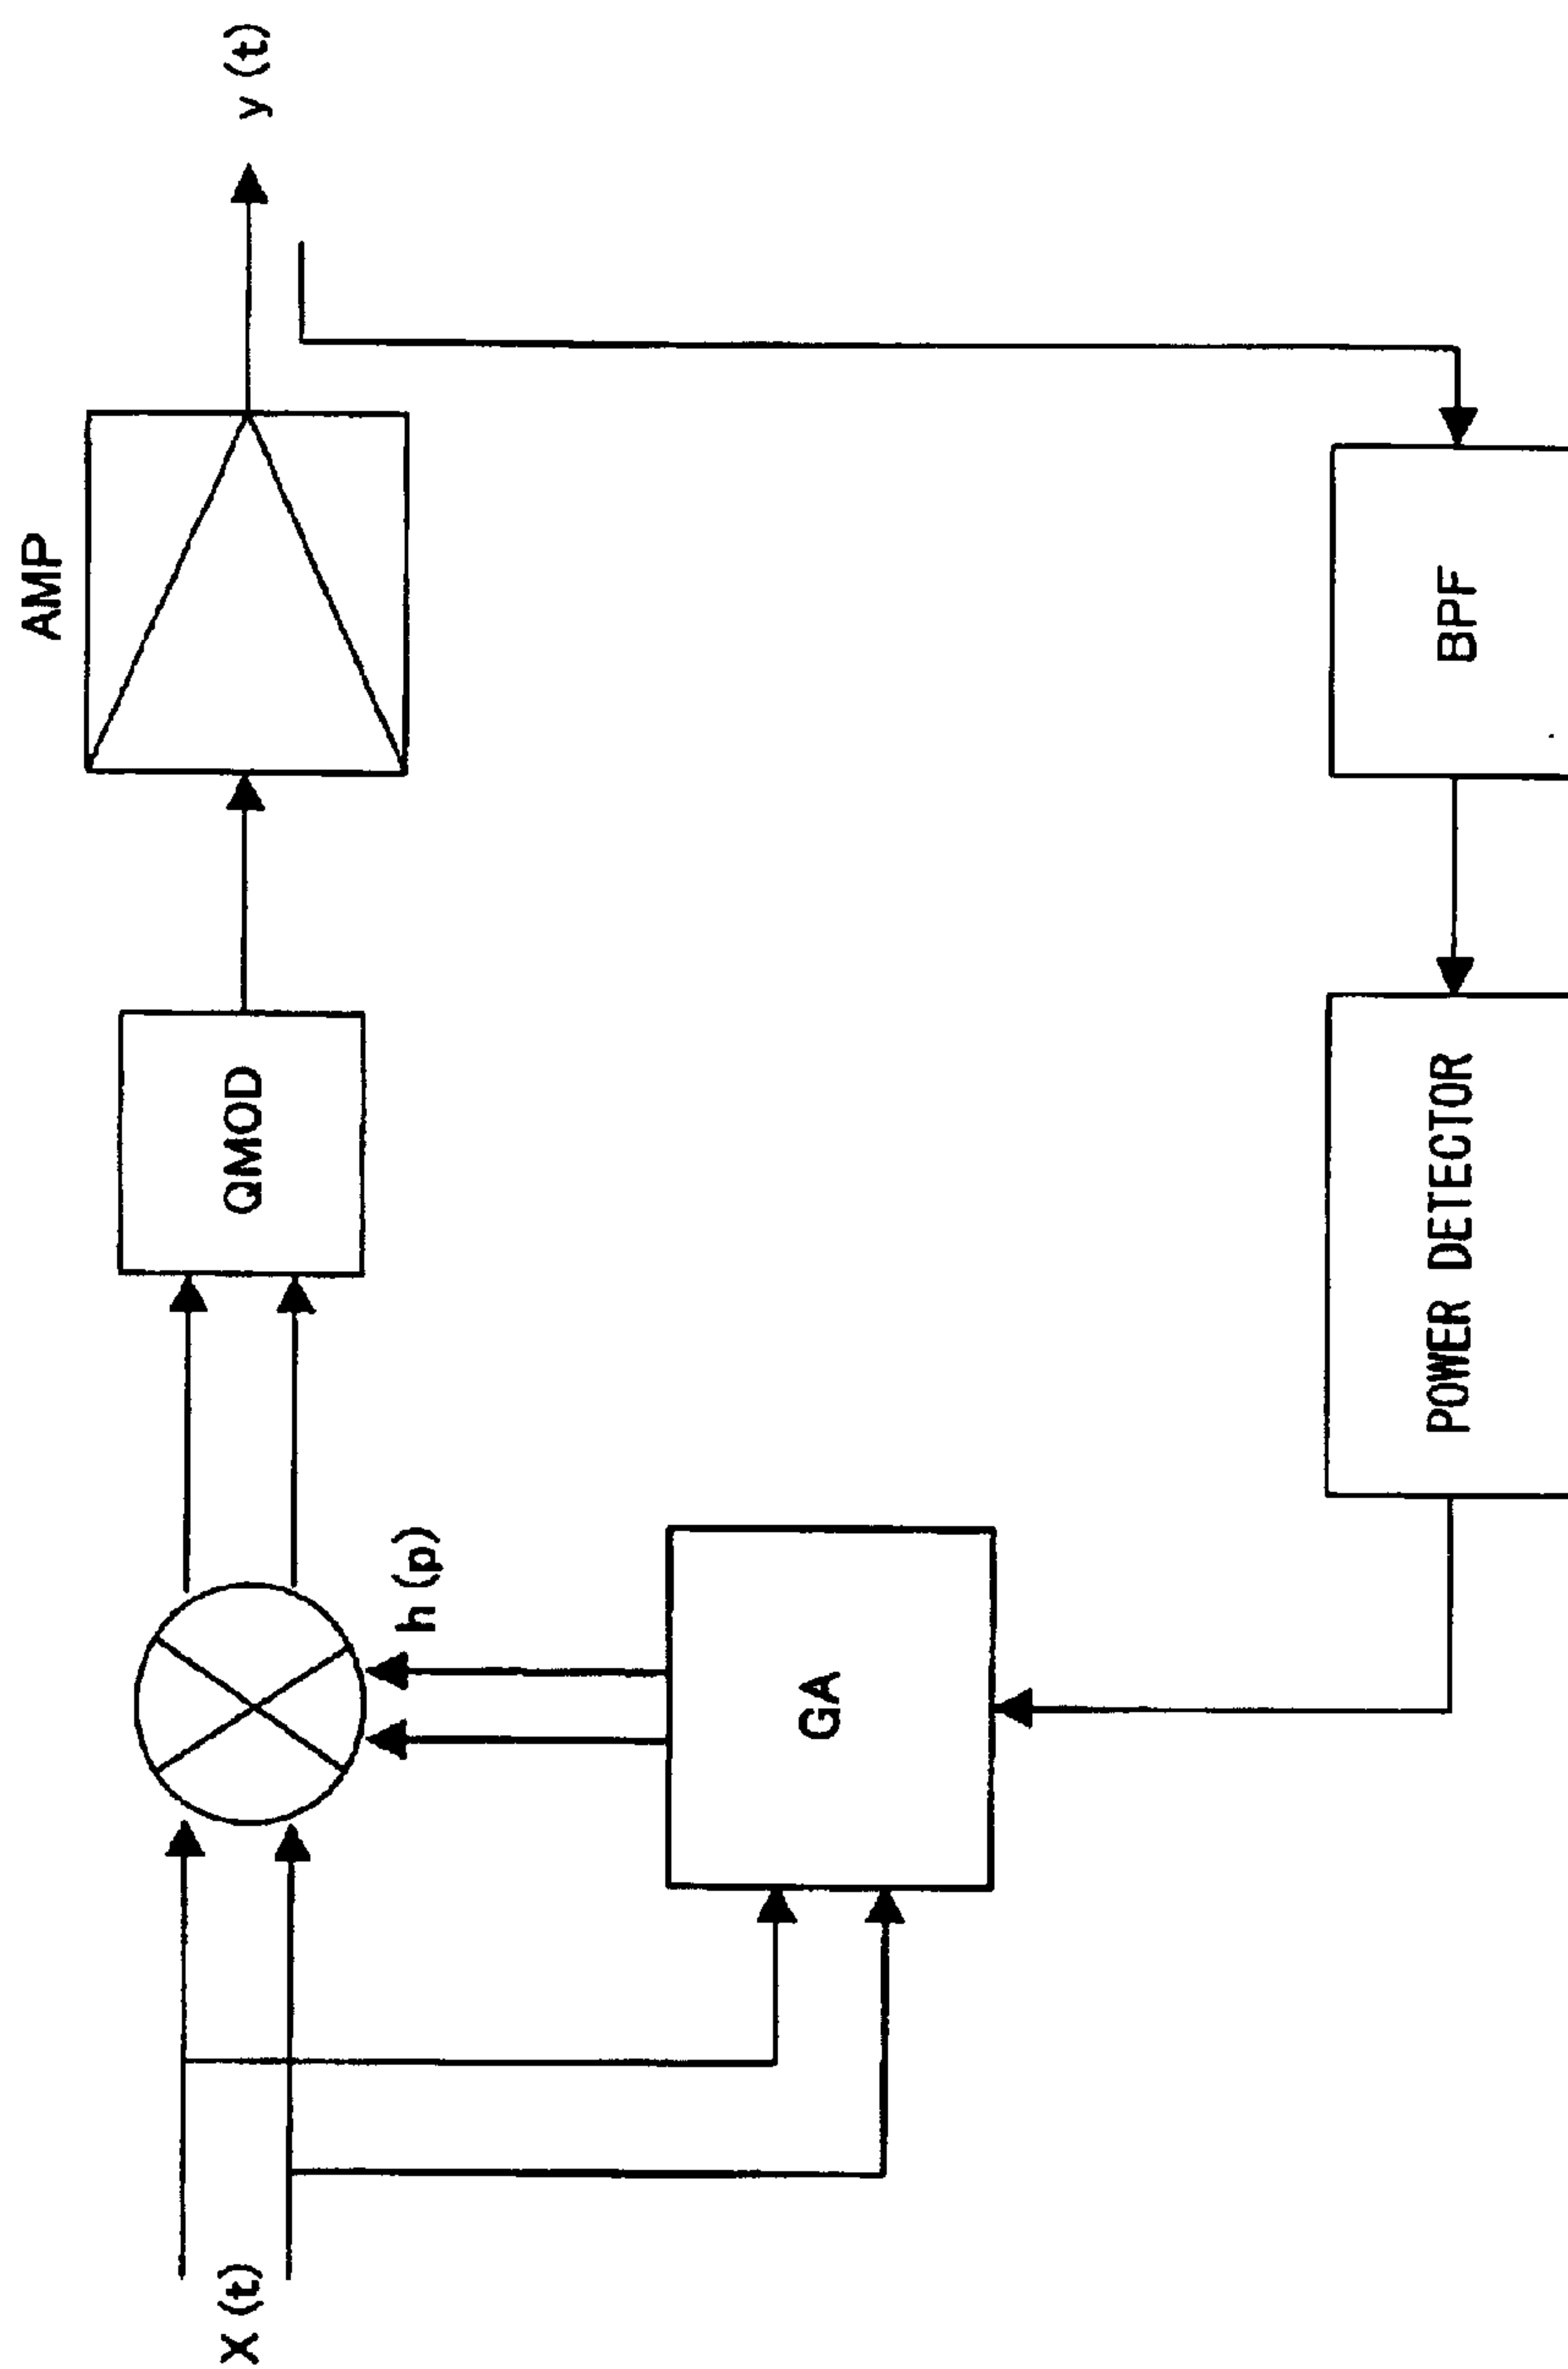 AMP
X (t)
QMOD
y (t)
h (p)
GA
POWER DETECTOR
BPF